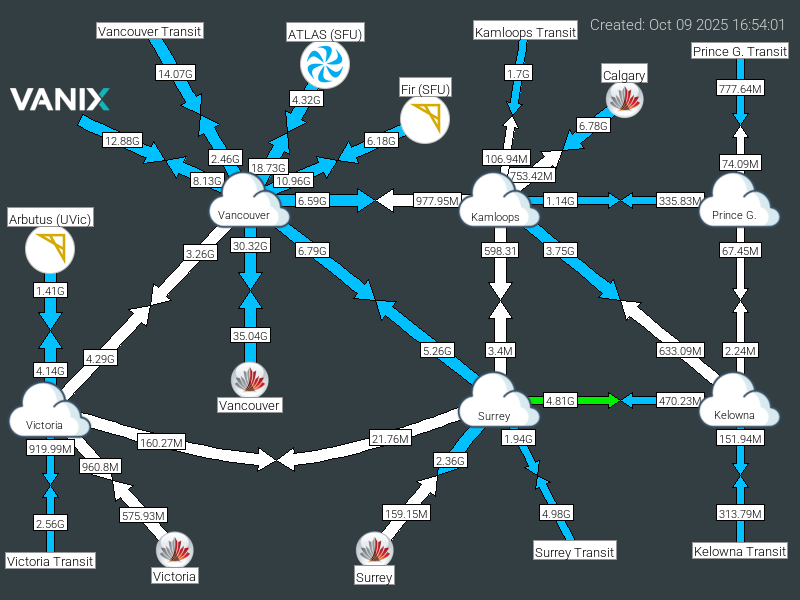 Created: Oct 09 2025 16:54:01
Vancouver Transit
ATLAS (SFU)
Kamloops Transit
Prince G. Transit
14.07G
4.32G
1.7G
Calgary
777.64M
VANIX
Fir (SFU)
12.88G
6.18G
6.78G
2.46G
18.73G
106.94M
74.09M
8.13G
10.96G
753.42M
6.59G
977.95M
1.14G
335.83M
Vancouver
Kamloops
Prince G.
Arbutus (UVic)
3.26G
30.32G
6.79G
598.31
3.75G
67.45M
1.41G
35.04G
4.29G
5.26G
3.4M
633.09M
2.24M
4.14G
Vancouver
4.81G
470.23M
Victoria
Surrey
Kelowna
160.27M
21.76M
919.99M
960.8M
2.36G
1.94G
151.94M
2.56G
575.93M
159.15M
4.98G
313.79M
Victoria Transit
Victoria
Surrey
Surrey Transit
Kelowna Transit